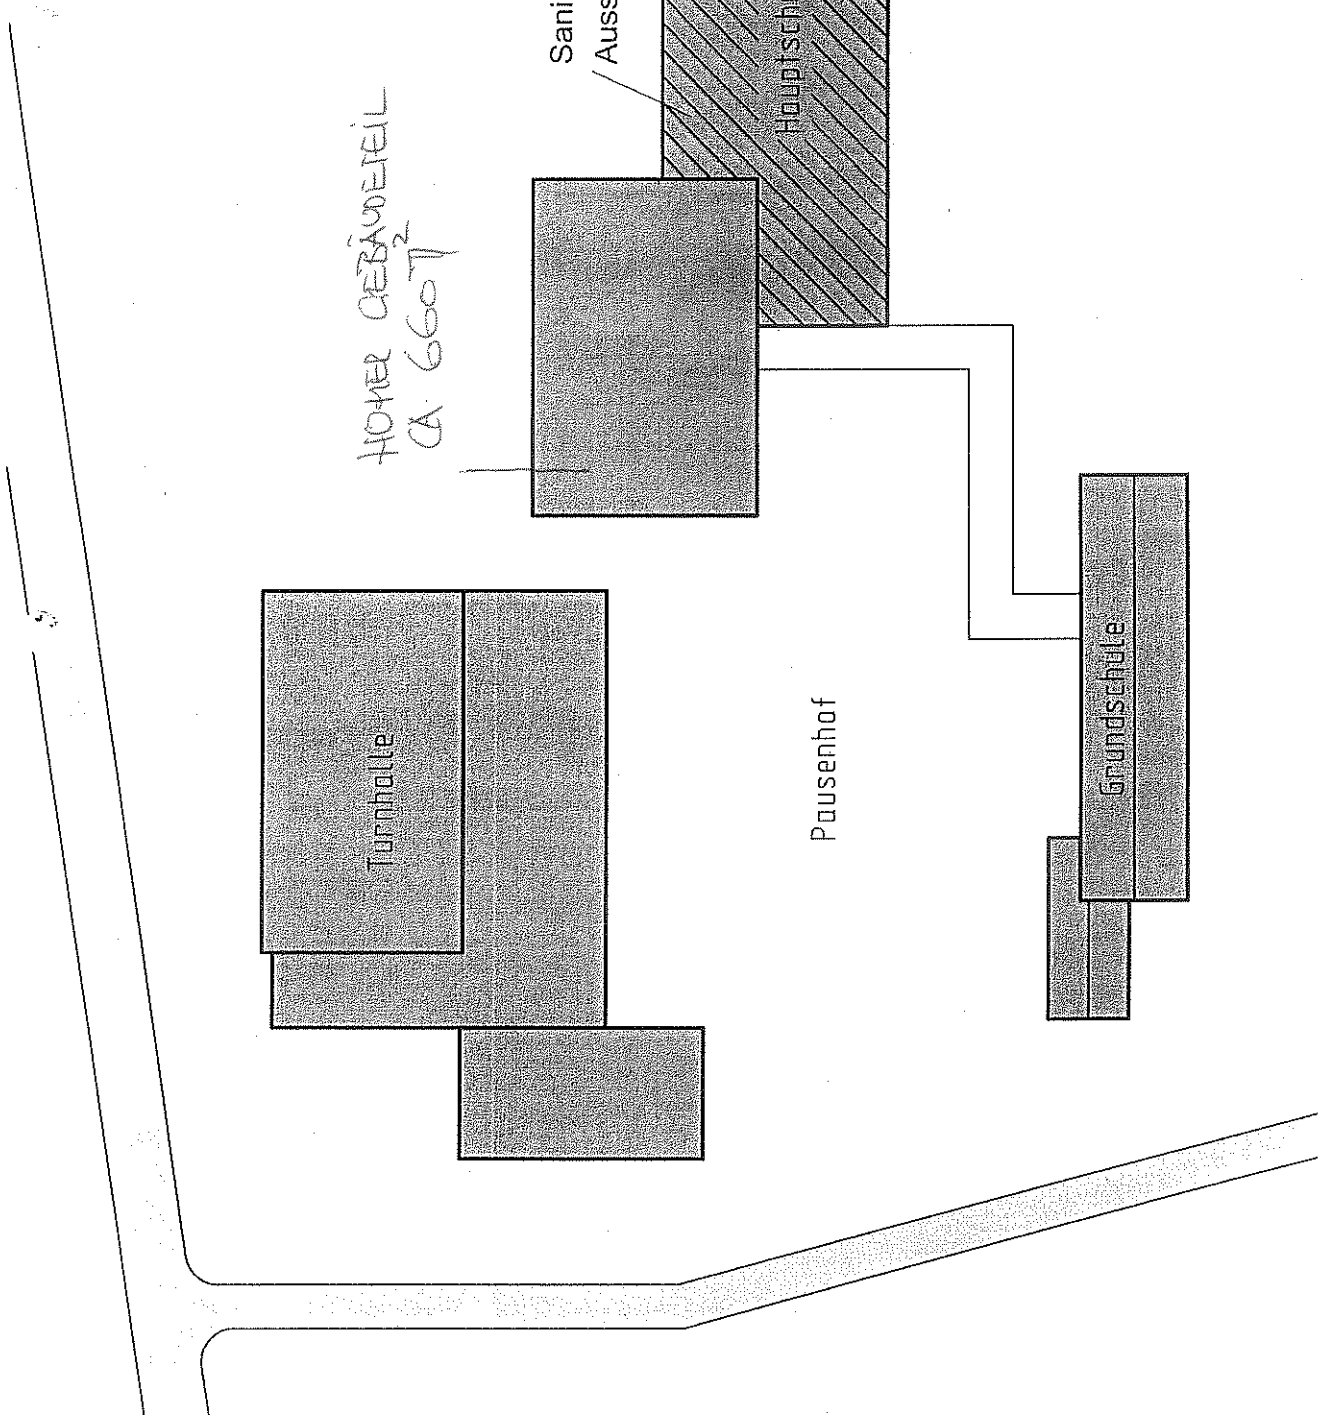 HOHER GEBÄUDETEIL
CA. 660 m²
Sani
Auss
Hauptsch
Turnhalle
Pausenhof
Grundschule